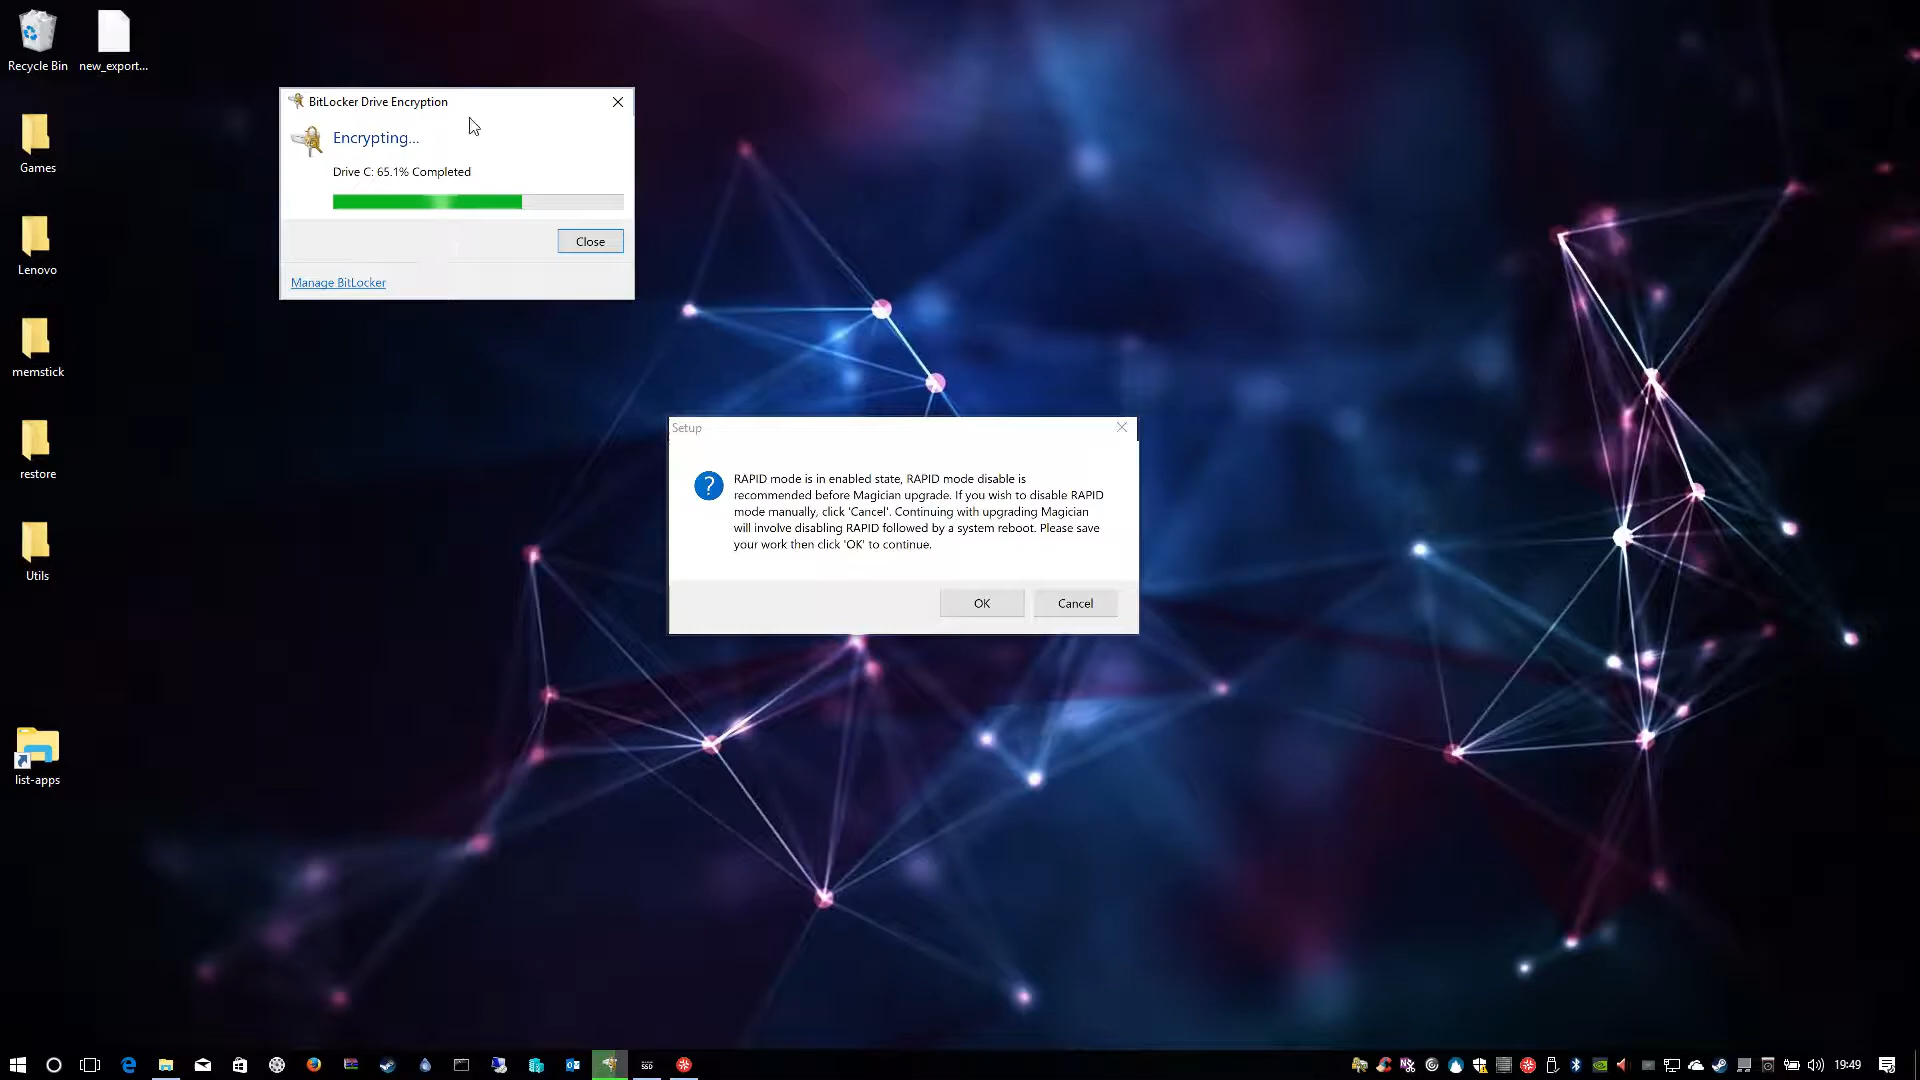 Recycle Bin
new_export...
Games
Lenovo
memstick
restore
Utils
list-apps
BitLocker Drive Encryption
Encrypting...
Drive C: 65.1% Completed
Close
Manage BitLocker
Setup
?
RAPID mode is in enabled state, RAPID mode disable is
recommended before Magician upgrade. If you wish to disable RAPID
mode manually, click 'Cancel'. Continuing with upgrading Magician
will involve disabling RAPID followed by a system reboot. Please save
your work then click 'OK' to continue.
OK
Cancel
SSD
19:49